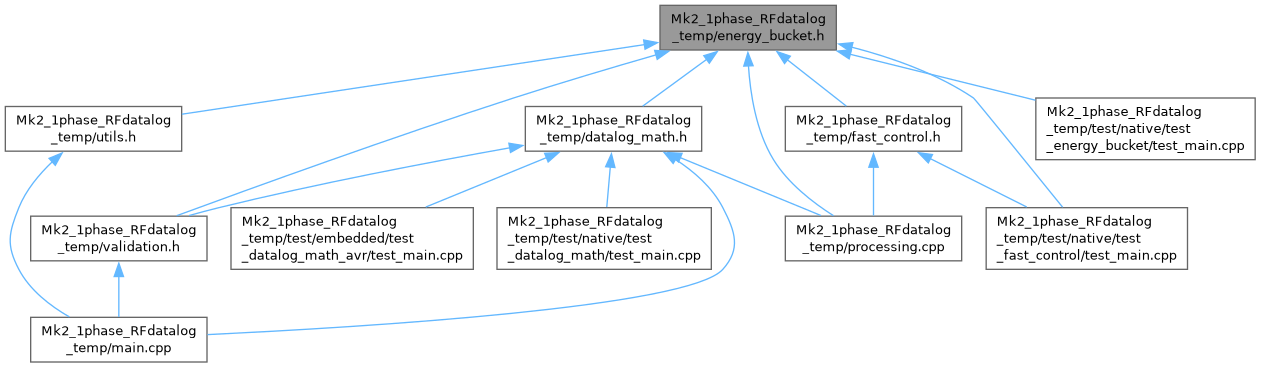 Mk2_1phase_RFdatalog
_temp/energy_bucket.h
Mk2_1phase_RFdatalog
_temp/utils.h
Mk2_1phase_RFdatalog
_temp/datalog_math.h
Mk2_1phase_RFdatalog
_temp/fast_control.h
Mk2_1phase_RFdatalog
_temp/test/native/test
_energy_bucket/test_main.cpp
Mk2_1phase_RFdatalog
_temp/validation.h
Mk2_1phase_RFdatalog
_temp/test/embedded/test
_datalog_math_avr/test_main.cpp
Mk2_1phase_RFdatalog
_temp/test/native/test
_datalog_math/test_main.cpp
Mk2_1phase_RFdatalog
_temp/processing.cpp
Mk2_1phase_RFdatalog
_temp/test/native/test
_fast_control/test_main.cpp
Mk2_1phase_RFdatalog
_temp/main.cpp